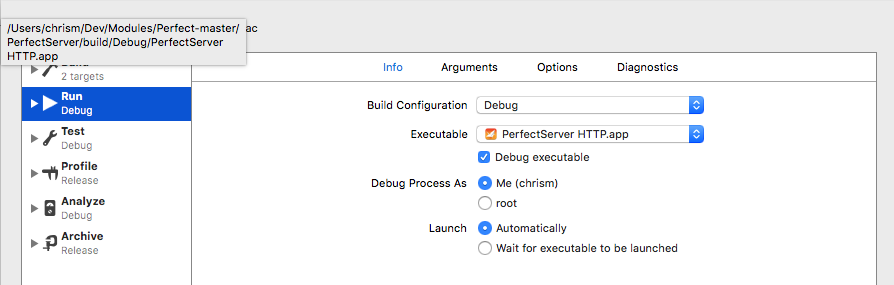 /Users/chrism/Dev/Modules/Perfect-master/ ac
PerfectServer/build/Debug/PerfectServer
HTTP.app
Info Arguments Options Diagnostics
2 targets
Run
Debug
Test
Debug
Profile
Release
Analyze
Debug
Archive
Release
Build Configuration Debug
Executable PerfectServer HTTP.app
Debug executable
Debug Process As Me (chrism)
root
Launch Automatically
Wait for executable to be launched